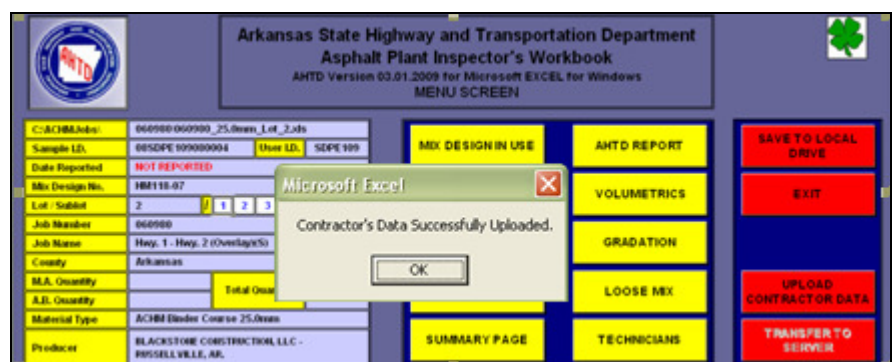 Arkansas State Highway and Transportation Department
Asphalt Plant Inspector's Workbook
AHTD Version 03.01.2009 for Microsoft EXCEL for Windows
MENU SCREEN
AHTD
C:\ACHMJobs\ 060980\060980_25.0mm_Lot_2.xls
Sample I.D. 08SDPE109000004 User I.D. SDPE109
Date Reported NOT REPORTED
Mix Design No. HM118-07
Lot / Sublot 2 / 1 2 3
Job Number 060980
Job Name Hwy. 1 - Hwy. 2 (Overlay)(S)
County Arkansas
M.A. Quantity
Total
A.B. Quantity
Material Type ACHM Binder Course 25.0mm
Producer BLACKSTONE CONSTRUCTION, LLC -
RUSSELLVILLE, AR.
MIX DESIGN IN USE
SUMMARY PAGE
AHTD REPORT
VOLUMETRICS
GRADATION
LOOSE MIX
TECHNICIANS
SAVE TO LOCAL
DRIVE
EXIT
UPLOAD
CONTRACTOR DATA
TRANSFER TO
SERVER
Microsoft Excel
Contractor's Data Successfully Uploaded.
OK